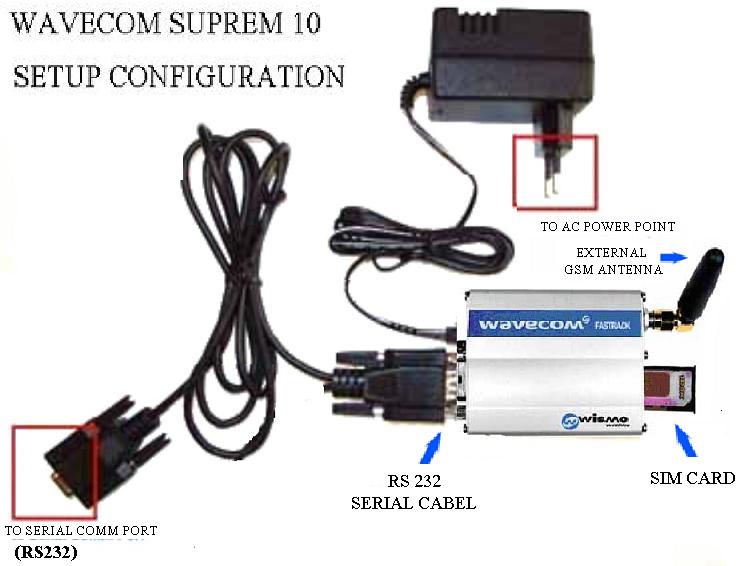 WAVECOM SUPREM 10
SETUP CONFIGURATION
TO AC POWER POINT
EXTERNAL
GSM ANTENNA
wavecom FASTRACK
wismo
RS 232
SERIAL CABEL
SIM CARD
TO SERIAL COMM PORT
(RS232)